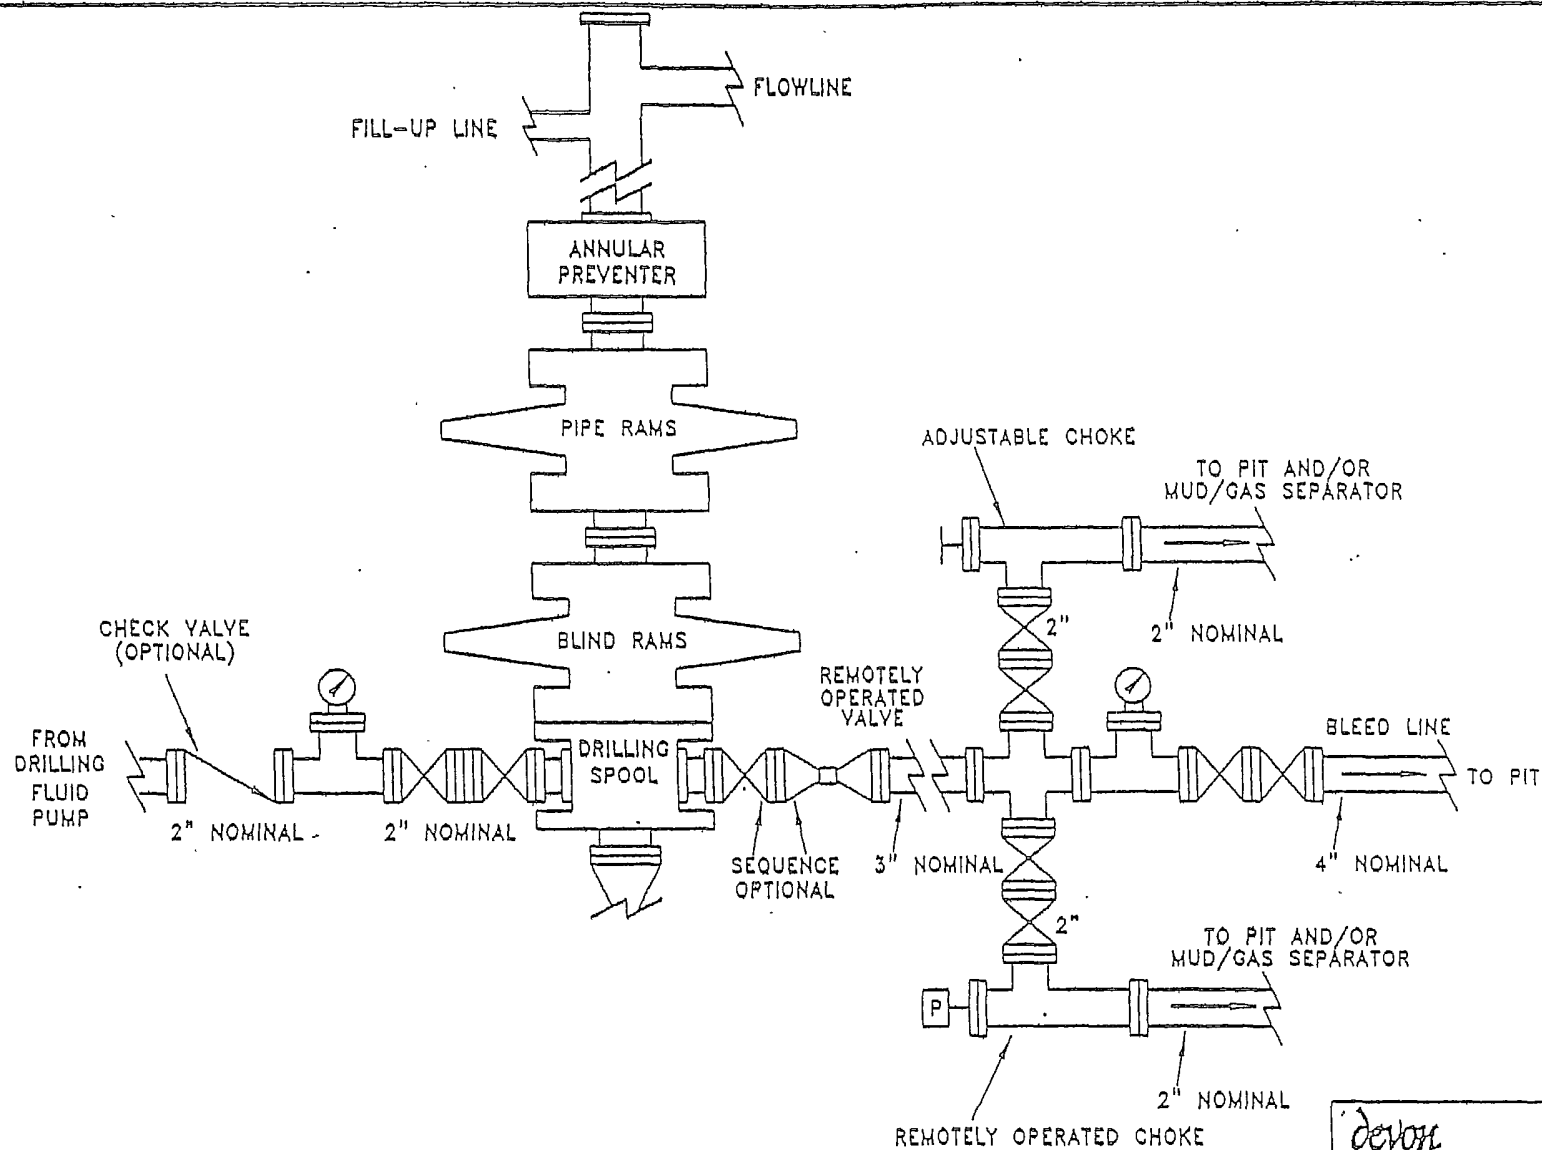 FLOWLINE
FILL-UP LINE
ANNULAR
PREVENTER
PIPE RAMS
ADJUSTABLE CHOKE
TO PIT AND/OR
MUD/GAS SEPARATOR
2"
2" NOMINAL
CHECK VALVE
(OPTIONAL)
BLIND RAMS
REMOTELY
OPERATED
VALVE
FROM
DRILLING
FLUID
PUMP
DRILLING
SPOOL
BLEED LINE
TO PIT
2" NOMINAL
2" NOMINAL
SEQUENCE
OPTIONAL
3" NOMINAL
4" NOMINAL
2"
TO PIT AND/OR
MUD/GAS SEPARATOR
P
2" NOMINAL
REMOTELY OPERATED CHOKE
devon